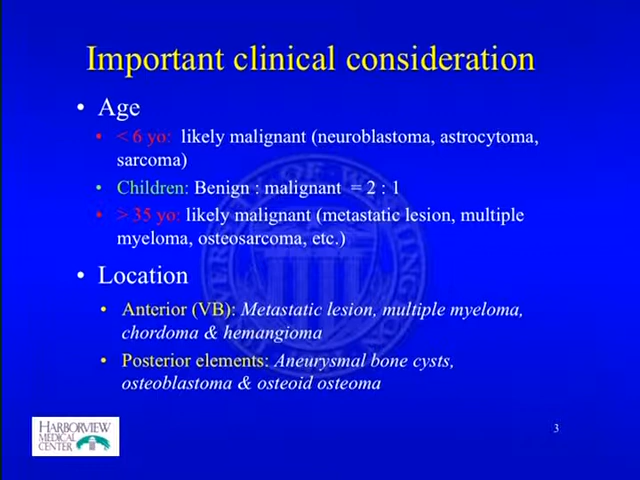 Important clinical consideration
• Age
• < 6 yo: likely malignant (neuroblastoma, astrocytoma,
sarcoma)
• Children: Benign : malignant = 2 : 1
• > 35 yo: likely malignant (metastatic lesion, multiple
myeloma, osteosarcoma, etc.)
• Location
• Anterior (VB): Metastatic lesion, multiple myeloma,
chordoma & hemangioma
• Posterior elements: Aneurysmal bone cysts,
osteoblastoma & osteoid osteoma
HARBORVIEW
MEDICAL
CENTER
3